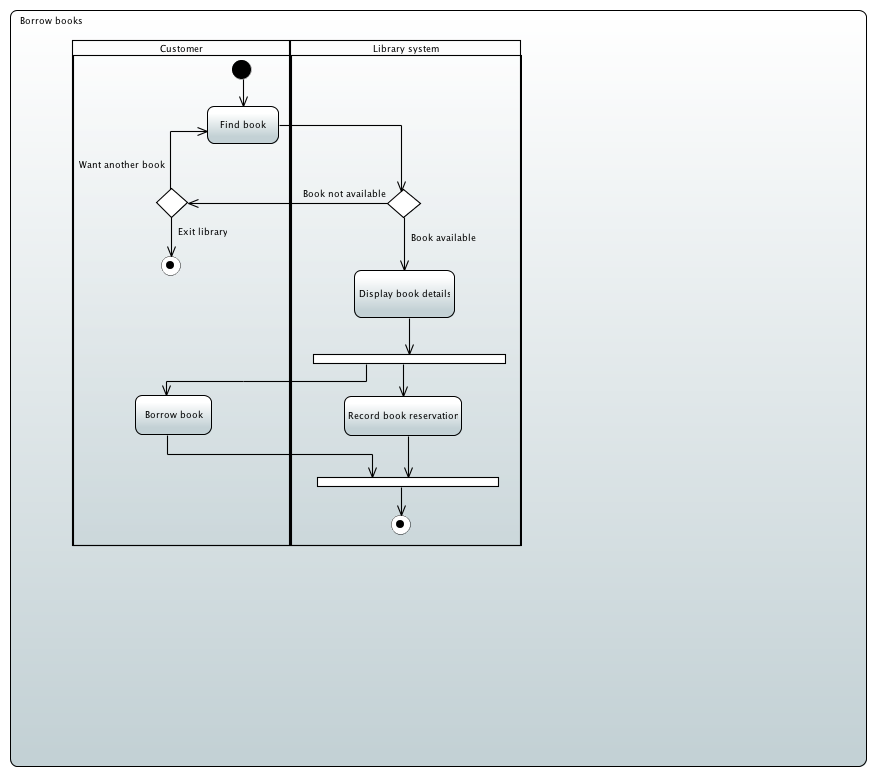 Borrow books
Customer
Library system
Find book
Want another book
Book not available
Exit library
Book available
Display book details
Borrow book
Record book reservation